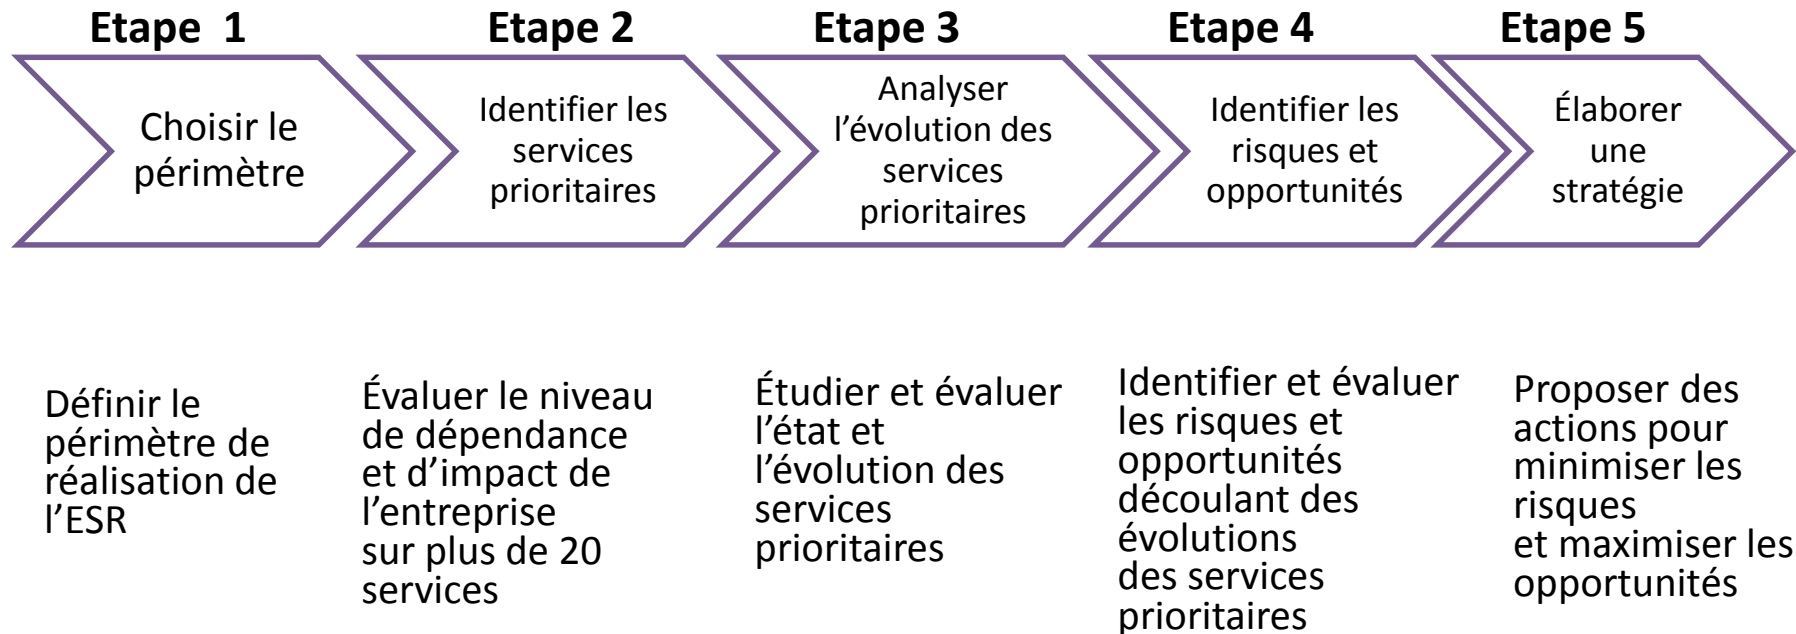 Etape 1
Etape 2
Etape 3
Etape 4
Etape 5
Choisir le
périmètre
Identifier les
services
prioritaires
Analyser
l’évolution des
services
prioritaires
Identifier les
risques et
opportunités
Élaborer
une
stratégie
Définir le
périmètre de
réalisation de
l’ESR
Évaluer le niveau
de dépendance
et d’impact de
l’entreprise
sur plus de 20
services
Étudier et évaluer
l’état et
l’évolution des
services
prioritaires
Identifier et évaluer
les risques et
opportunités
découlant des
évolutions
des services
prioritaires
Proposer des
actions pour
minimiser les
risques
et maximiser les
opportunités